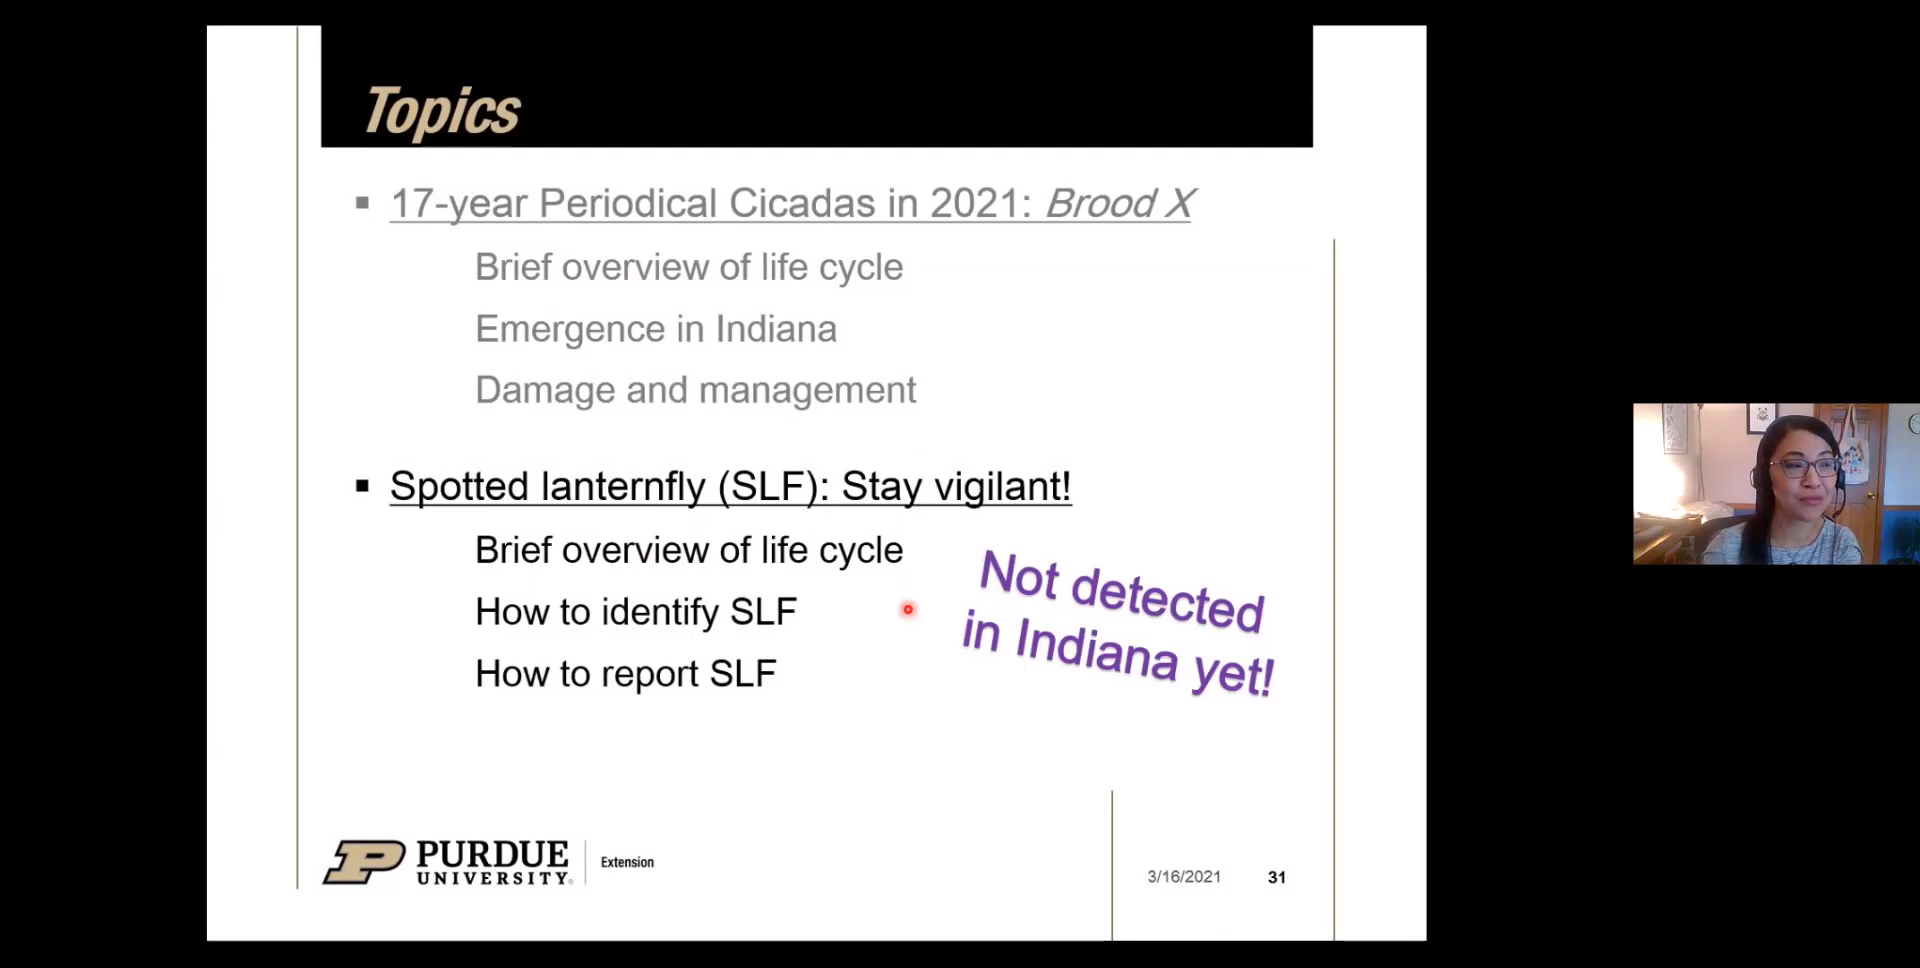 Topics
▪ 17-year Periodical Cicadas in 2021: Brood X
Brief overview of life cycle
Emergence in Indiana
Damage and management
▪ Spotted lanternfly (SLF): Stay vigilant!
Brief overview of life cycle
How to identify SLF
How to report SLF
Not detected
in Indiana yet!
PURDUE
UNIVERSITY®
Extension
3/16/2021
31